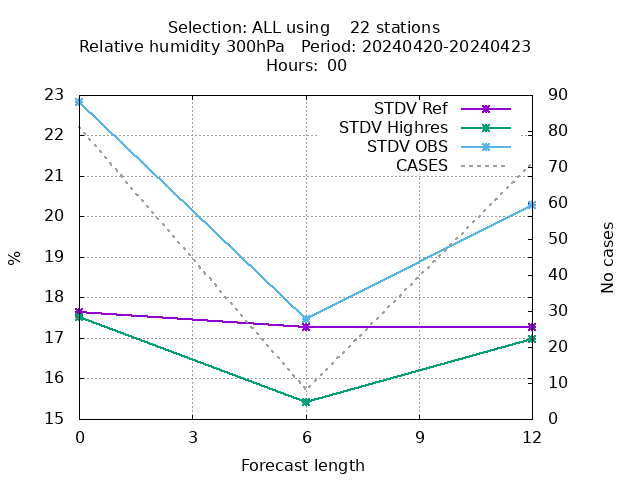 Selection: ALL using    22 stations
Relative humidity 300hPa   Period: 20240420-20240423
Hours:  00
STDV Ref
STDV Highres
STDV OBS
CASES
23
22
21
20
19
18
17
16
15
%
90
80
70
60
50
40
30
20
10
0
No cases
0 3 6 9 12
Forecast length